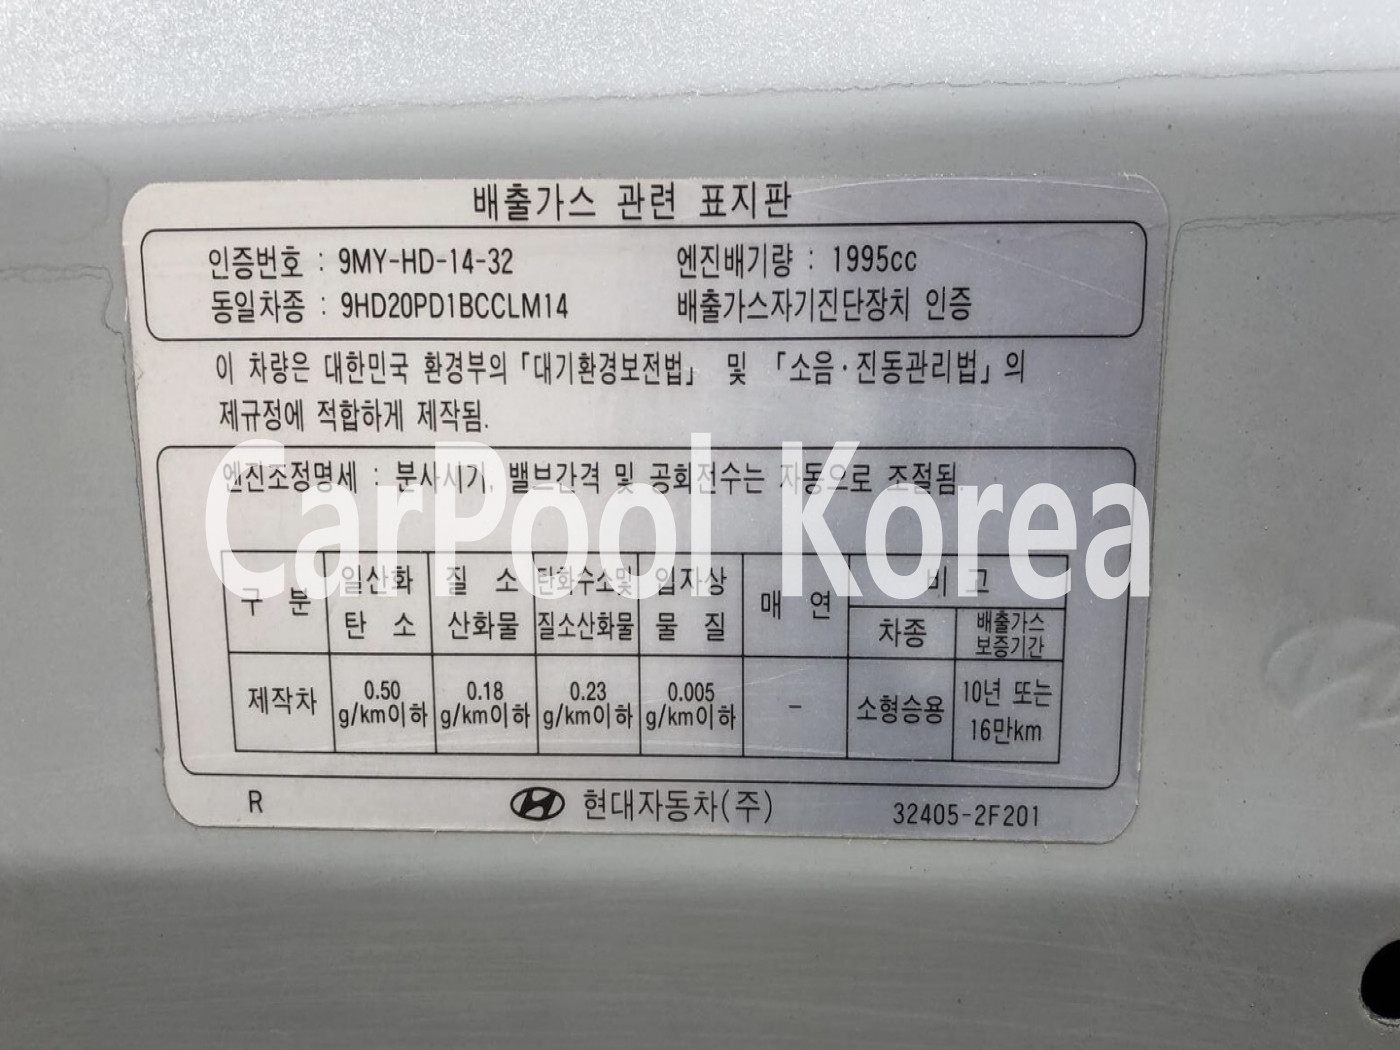 배출가스 관련 표지판
인증번호 : 9MY-HD-14-32 엔진배기량 : 1995cc
동일차종 : 9HD20PD1BCCLM14 배출가스자기진단장치 인증
이 차량은 대한민국 환경부의「대기환경보전법」 및 「소음·진동관리법」의
제규정에 적합하게 제작됨.
엔진조정명세 : 분사시기, 밸브간격 및 공회전수는 자동으로 조절됨.
CarPool Korea
구 분 일산화탄소 질소산화물 탄화수소및질소산화물 입자상물질 매 연 비 고
차종 배출가스보증기간
제작차 0.50 g/km이하 0.18 g/km이하 0.23 g/km이하 0.005 g/km이하 - 소형승용 10년 또는 16만km
R 현대자동차(주) 32405-2F201